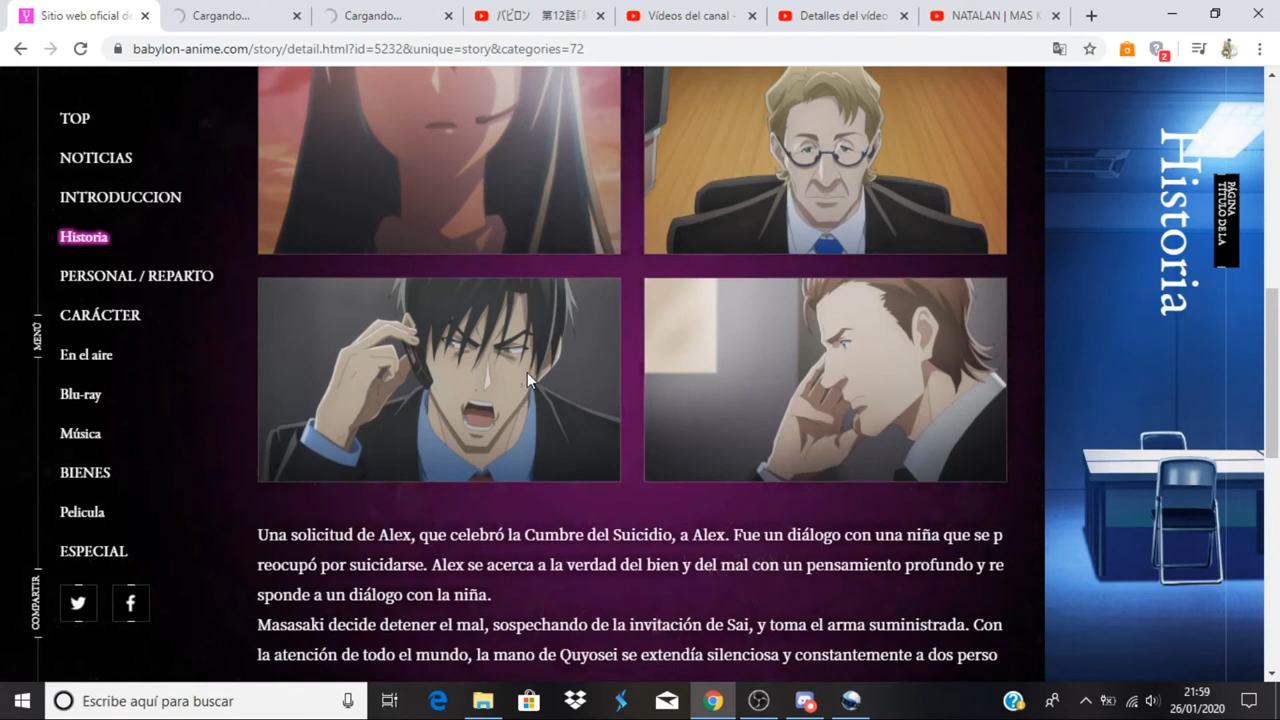 Sitio web oficial de
Cargando...
Cargando...
バビロン 第12話「
Vídeos del canal -
Detalles del vídeo
NATALAN | MAS K
babylon-anime.com/story/detail.html?id=5232&unique=story&categories=72
2
TOP
NOTICIAS
INTRODUCCION
Historia
PERSONAL / REPARTO
CARÁCTER
En el aire
Blu-ray
Música
BIENES
Pelicula
ESPECIAL
MENÚ
COMPARTIR
Historia
PÁGINA
TÍTULO DE LA
Una solicitud de Alex, que celebró la Cumbre del Suicidio, a Alex. Fue un diálogo con una niña que se p
reocupó por suicidarse. Alex se acerca a la verdad del bien y del mal con un pensamiento profundo y re
sponde a un diálogo con la niña.
Masasaki decide detener el mal, sospechando de la invitación de Sai, y toma el arma suministrada. Con
la atención de todo el mundo, la mano de Quyosei se extendía silenciosa y constantemente a dos perso
Escribe aquí para buscar
21:59
26/01/2020